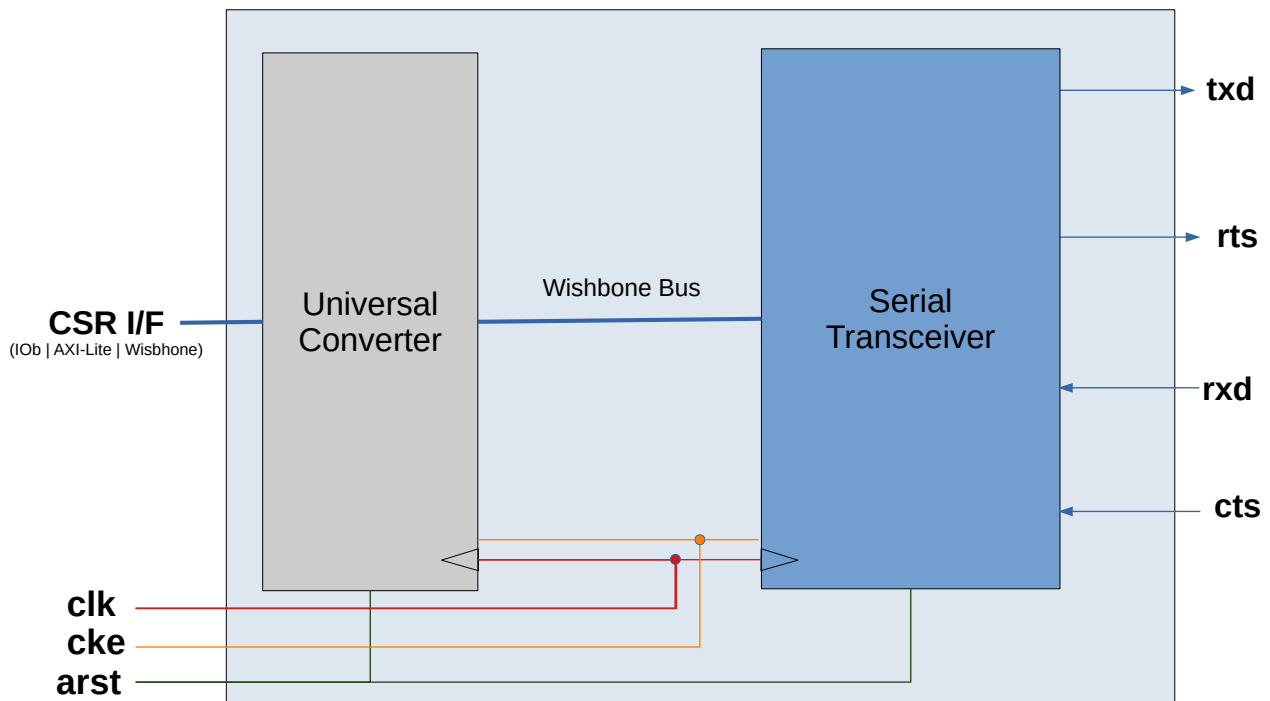 txd
rts
Wishbone Bus
Universal
Converter
Serial
Transceiver
CSR I/F
(IOb | AXI-Lite | Wisbhone)
rxd
cts
clk
cke
arst